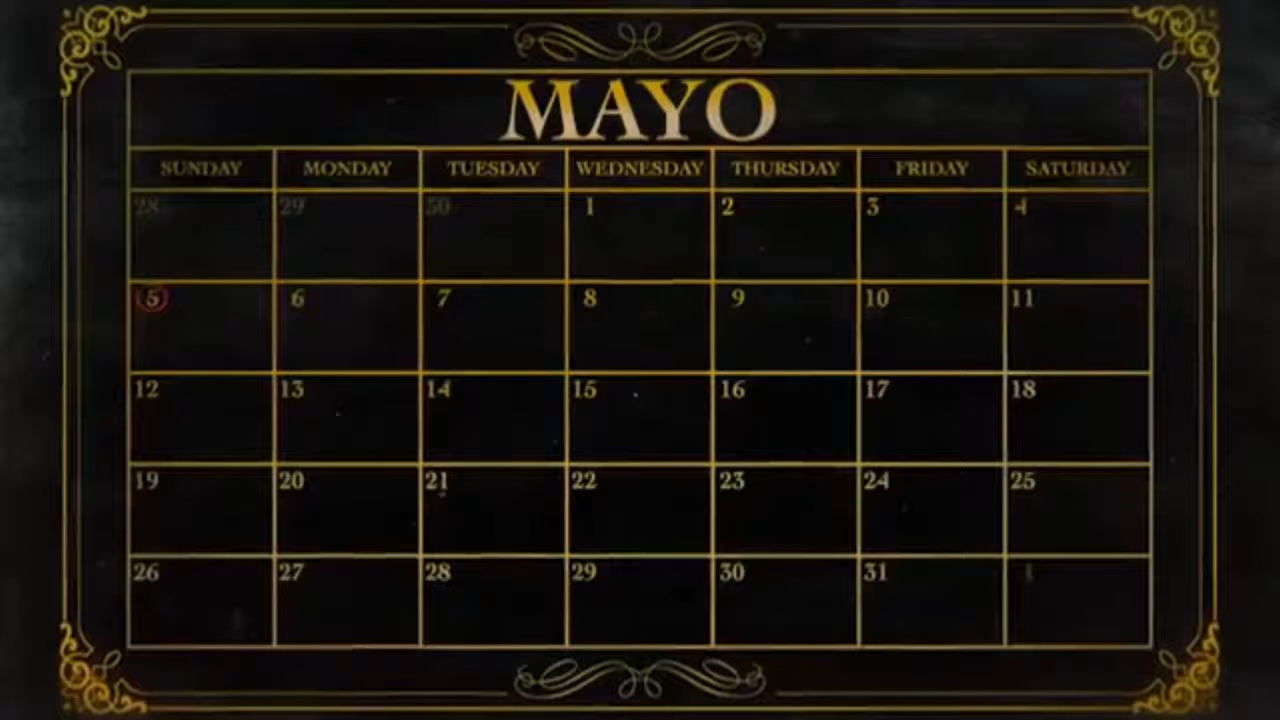 MAYO
SUNDAY MONDAY TUESDAY WEDNESDAY THURSDAY FRIDAY SATURDAY
28 29 30 1 2 3 4
5 6 7 8 9 10 11
12 13 14 15 16 17 18
19 20 21 22 23 24 25
26 27 28 29 30 31 1